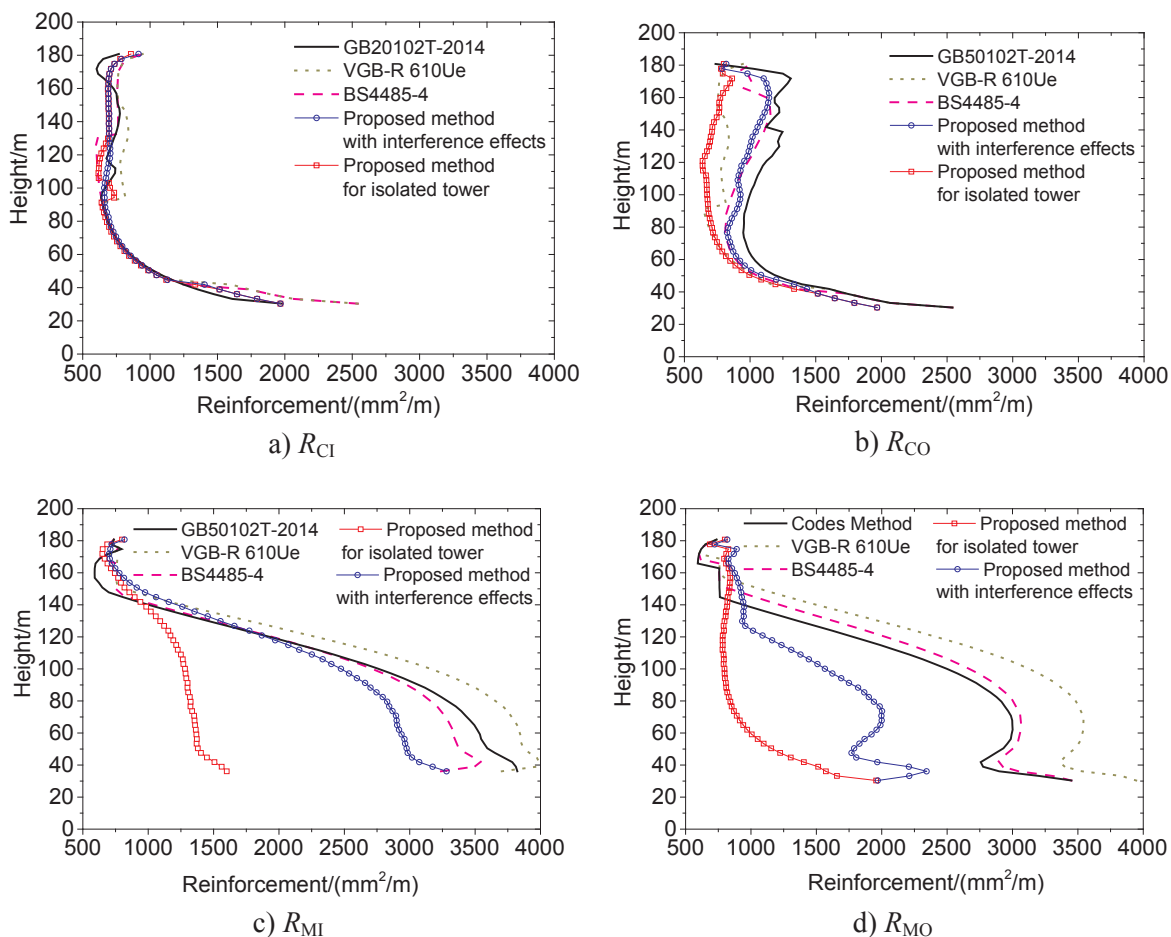 200
180
160
140
120
100
80
60
40
20
0
Height/m
GB20102T-2014
VGB-R 610Ue
BS4485-4
Proposed method
with interference effects
Proposed method
for isolated tower
500 1000 1500 2000 2500 3000 3500 4000
Reinforcement/(mm²/m)
a) R_CI
200
180
160
140
120
100
80
60
40
20
0
Height/m
GB50102T-2014
VGB-R 610Ue
BS4485-4
Proposed method
with interference effects
Proposed method
for isolated tower
500 1000 1500 2000 2500 3000 3500 4000
Reinforcement/(mm²/m)
b) R_CO
200
180
160
140
120
100
80
60
40
20
0
Height/m
GB50102T-2014
VGB-R 610Ue
BS4485-4
Proposed method
for isolated tower
Proposed method
with interference effects
500 1000 1500 2000 2500 3000 3500 4000
Reinforcement/(mm²/m)
c) R_MI
200
180
160
140
120
100
80
60
40
20
0
Height/m
Codes Method
VGB-R 610Ue
BS4485-4
Proposed method
for isolated tower
Proposed method
with interference effects
500 1000 1500 2000 2500 3000 3500 4000
Reinforcement/(mm²/m)
d) R_MO